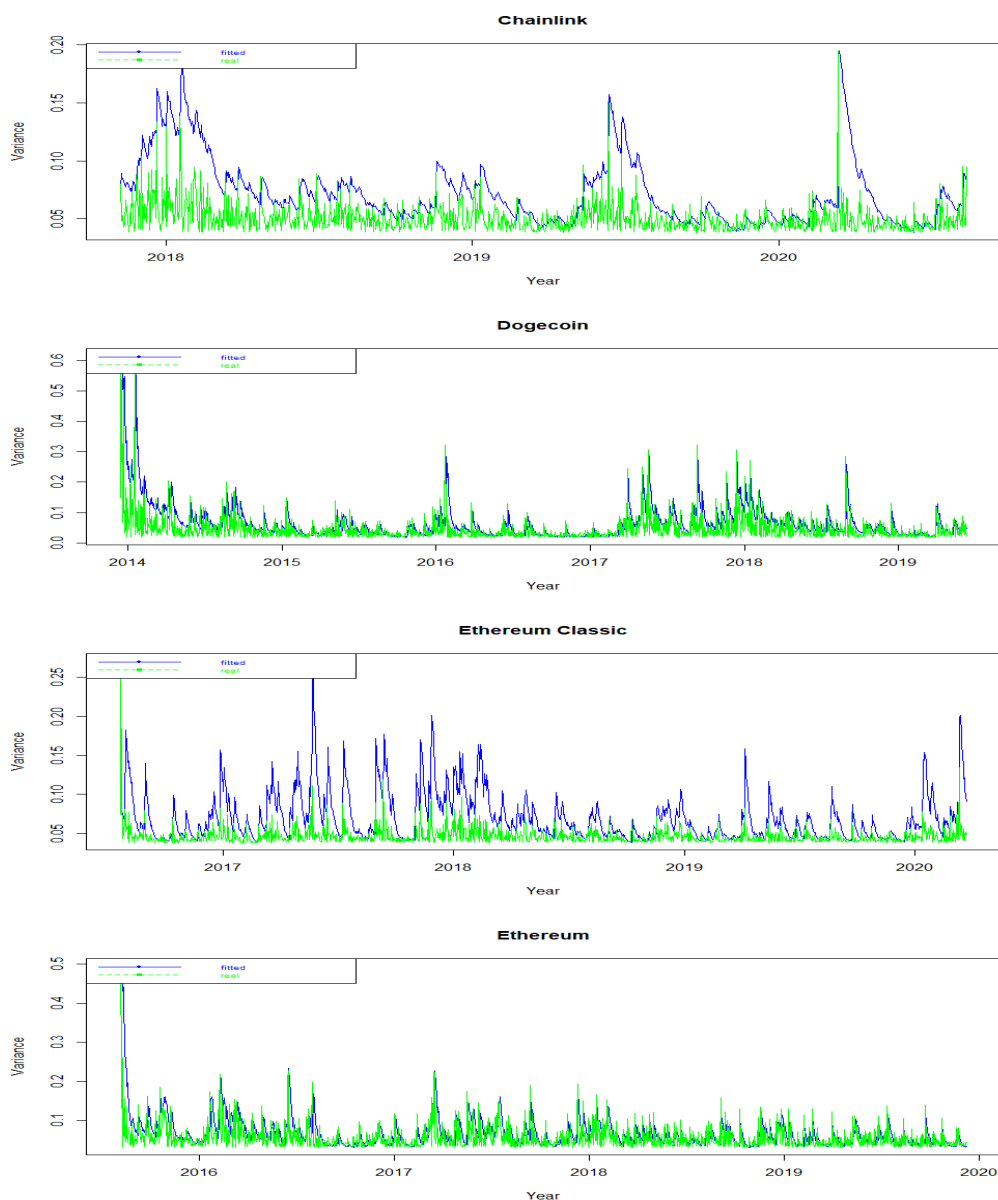 Chainlink
fitted
real
0.20
0.15
0.10
0.05
Variance
2018 2019 2020
Year
Dogecoin
fitted
real
0.6
0.5
0.4
0.3
0.2
0.1
0.0
Variance
2014 2015 2016 2017 2018 2019
Year
Ethereum Classic
fitted
real
0.25
0.20
0.15
0.10
0.05
Variance
2017 2018 2019 2020
Year
Ethereum
fitted
real
0.5
0.4
0.3
0.2
0.1
Variance
2016 2017 2018 2019 2020
Year